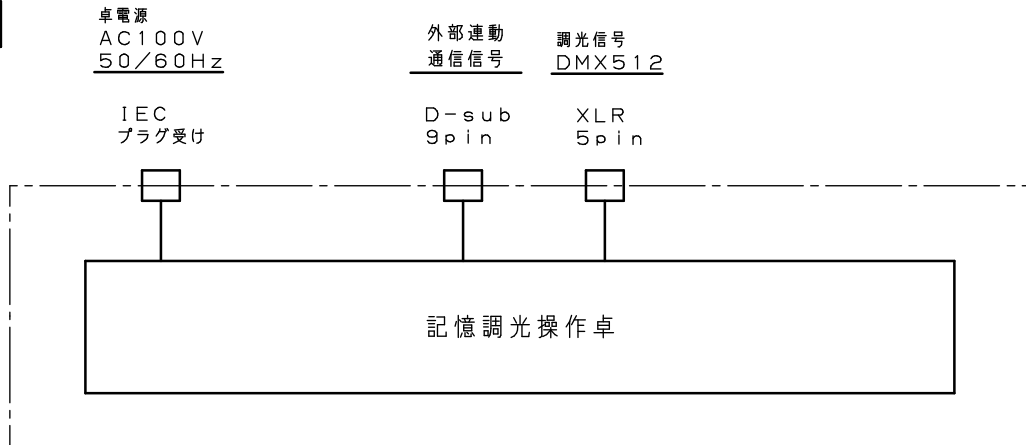 卓電源
AC100V
50/60Hz
外部連動
通信信号
調光信号
DMX512
IEC
プラグ受け
D-sub
9pin
XLR
5pin
記憶調光操作卓